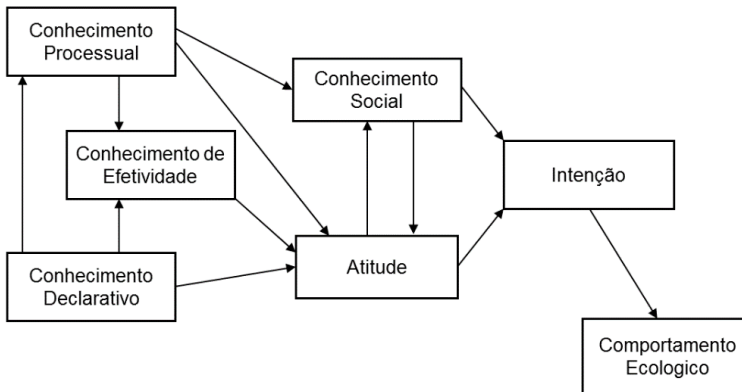 Conhecimento
Processual
Conhecimento
Social
Conhecimento de
Efetividade
Intenção
Conhecimento
Declarativo
Atitude
Comportamento
Ecologico